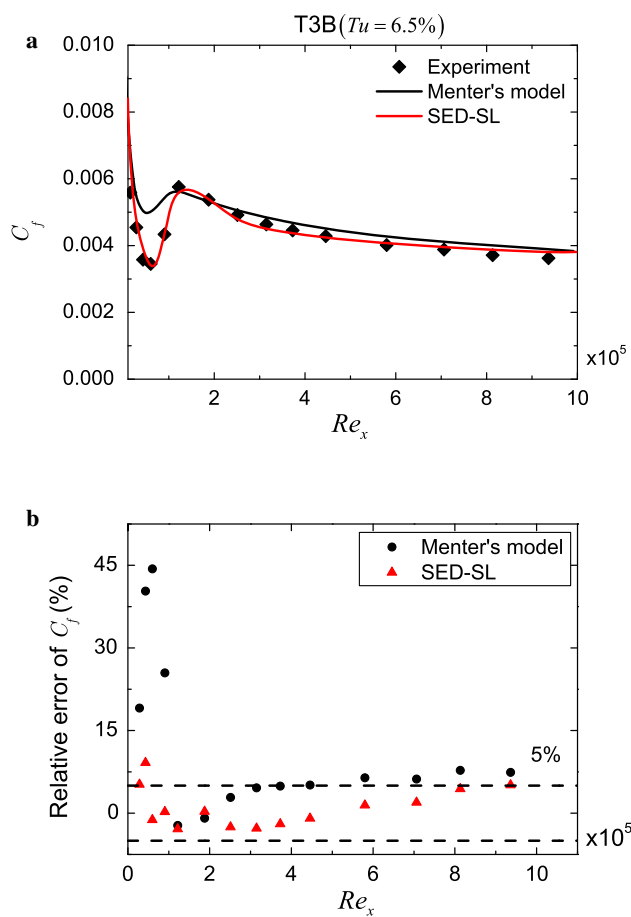 a
T3B(Tu = 6.5%)
0.010
0.008
0.006
0.004
0.002
0.000
C_f
Experiment
Menter's model
SED-SL
x10^5
2 4 6 8 10
Re_x
b
45
30
15
0
Relative error of C_f (%)
Menter's model
SED-SL
5%
x10^5
0 2 4 6 8 10
Re_x